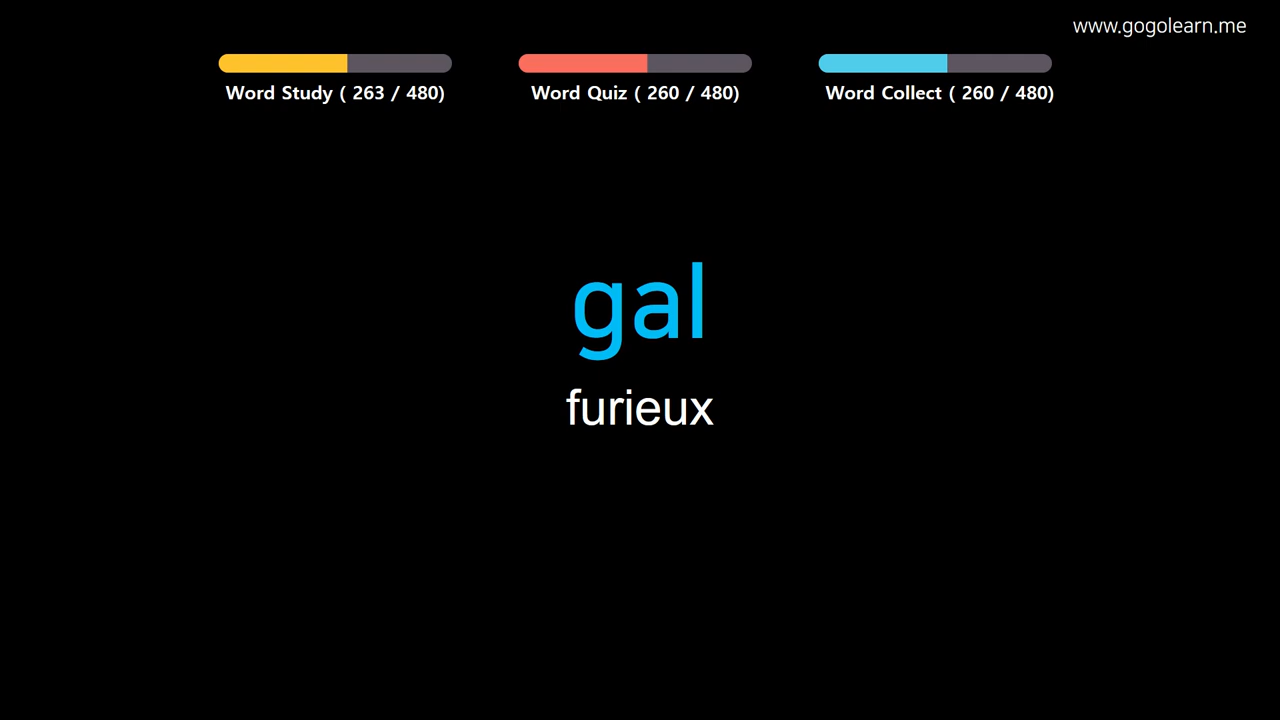 www.gogolearn.me
Word Study ( 263 / 480)
Word Quiz ( 260 / 480)
Word Collect ( 260 / 480)
gal
furieux